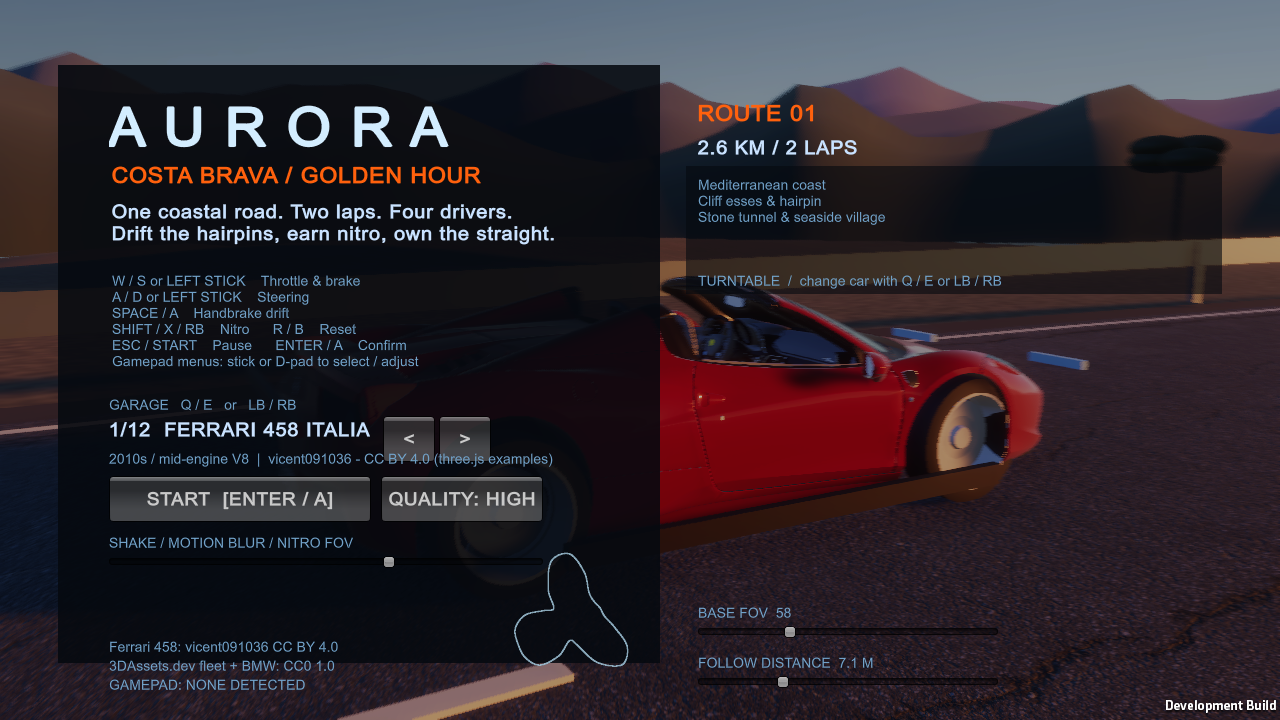 AURORA
COSTA BRAVA / GOLDEN HOUR
One coastal road. Two laps. Four drivers.
Drift the hairpins, earn nitro, own the straight.
W / S or LEFT STICK Throttle & brake
A / D or LEFT STICK Steering
SPACE / A Handbrake drift
SHIFT / X / RB Nitro R / B Reset
ESC / START Pause ENTER / A Confirm
Gamepad menus: stick or D-pad to select / adjust
GARAGE Q / E or LB / RB
1/12 FERRARI 458 ITALIA < >
2010s / mid-engine V8 | vicent091036 - CC BY 4.0 (three.js examples)
START [ENTER / A] QUALITY: HIGH
SHAKE / MOTION BLUR / NITRO FOV
Ferrari 458: vicent091036 CC BY 4.0
3DAssets.dev fleet + BMW: CC0 1.0
GAMEPAD: NONE DETECTED
ROUTE 01
2.6 KM / 2 LAPS
Mediterranean coast
Cliff esses & hairpin
Stone tunnel & seaside village
TURNTABLE / change car with Q / E or LB / RB
BASE FOV 58
FOLLOW DISTANCE 7.1 M
Development Build